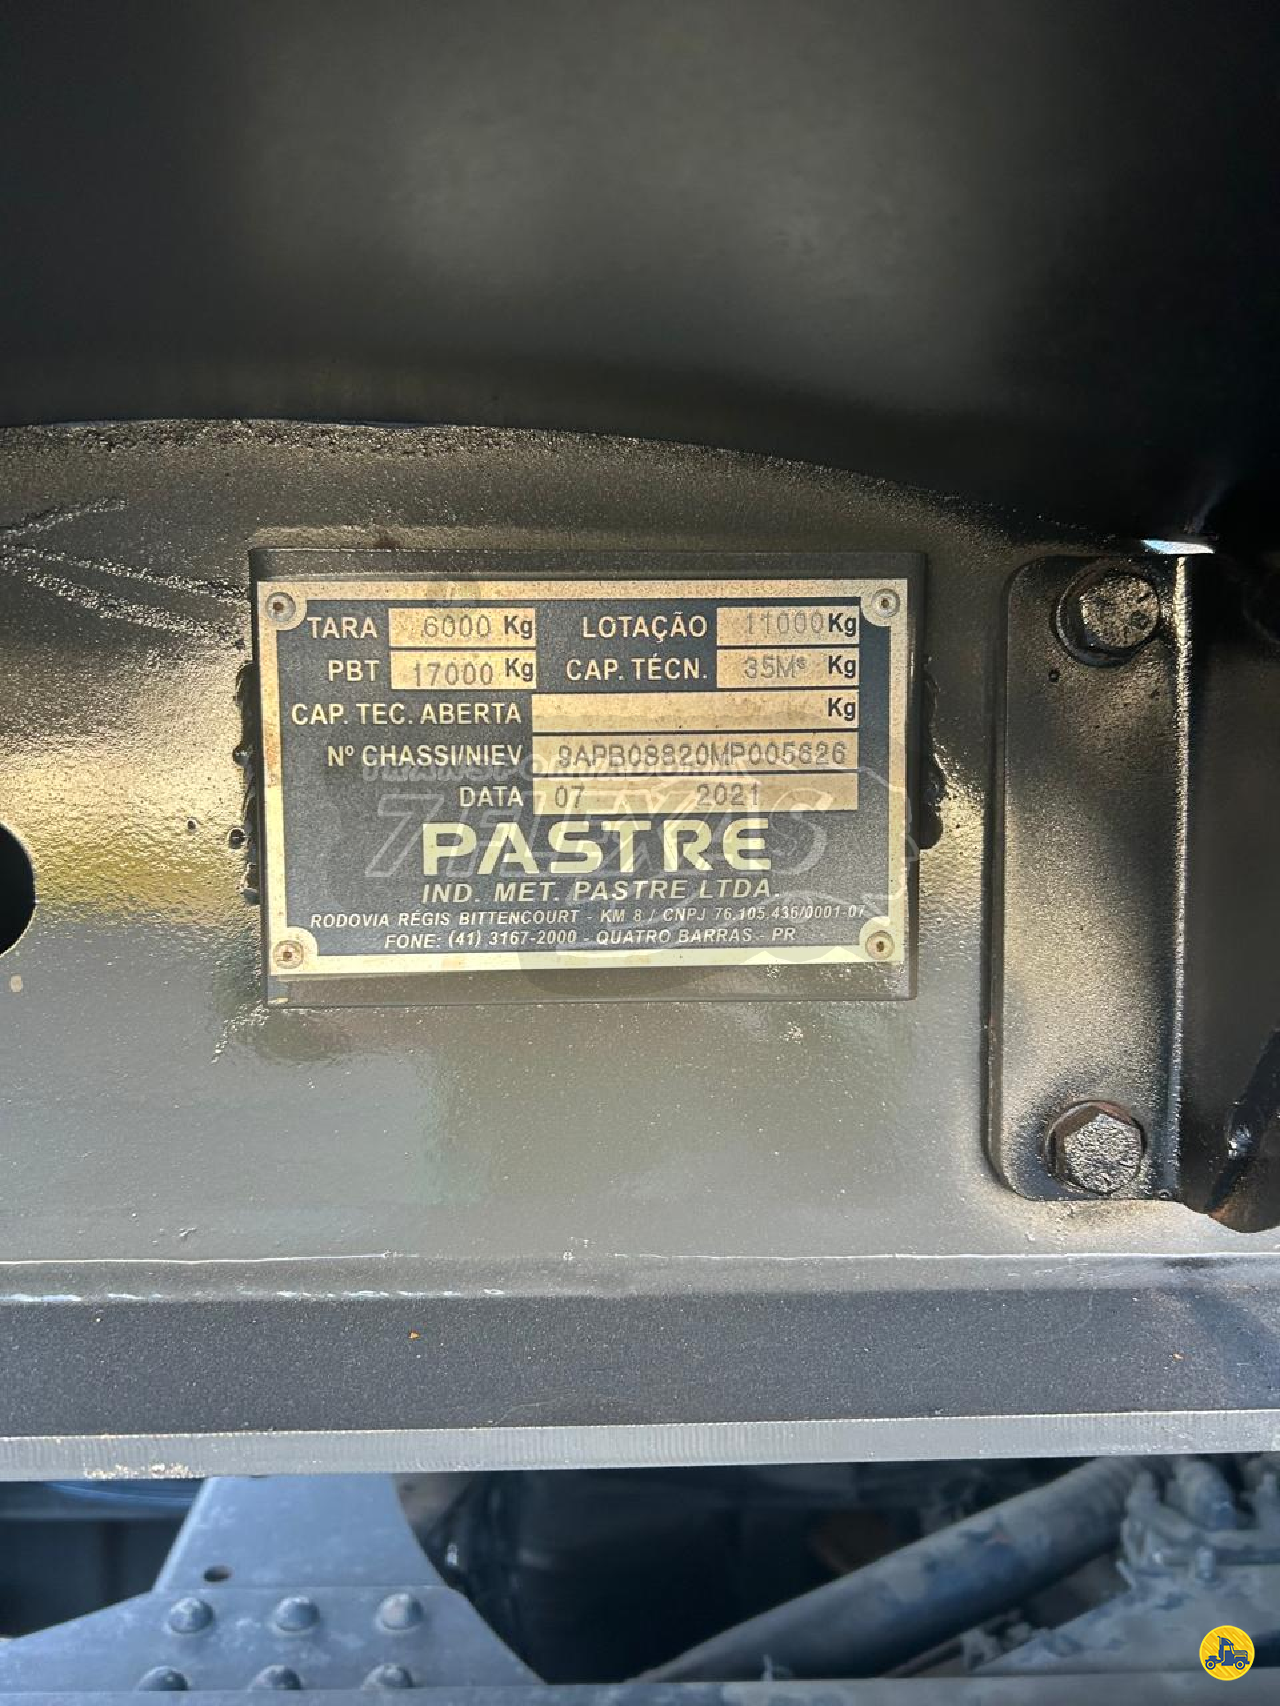 TARA 6000 Kg LOTAÇÃO 11000 Kg
PBT 17000 Kg CAP. TÉCN. 35M³ Kg
CAP. TEC. ABERTA Kg
Nº CHASSI/NIEV 9APB08820MP005626
DATA 07 2021
7TEXAS
PASTRE
IND. MET. PASTRE LTDA.
RODOVIA RÉGIS BITTENCOURT - KM 8 / CNPJ 76.105.436/0001-07
FONE: (41) 3167-2000 - QUATRO BARRAS - PR